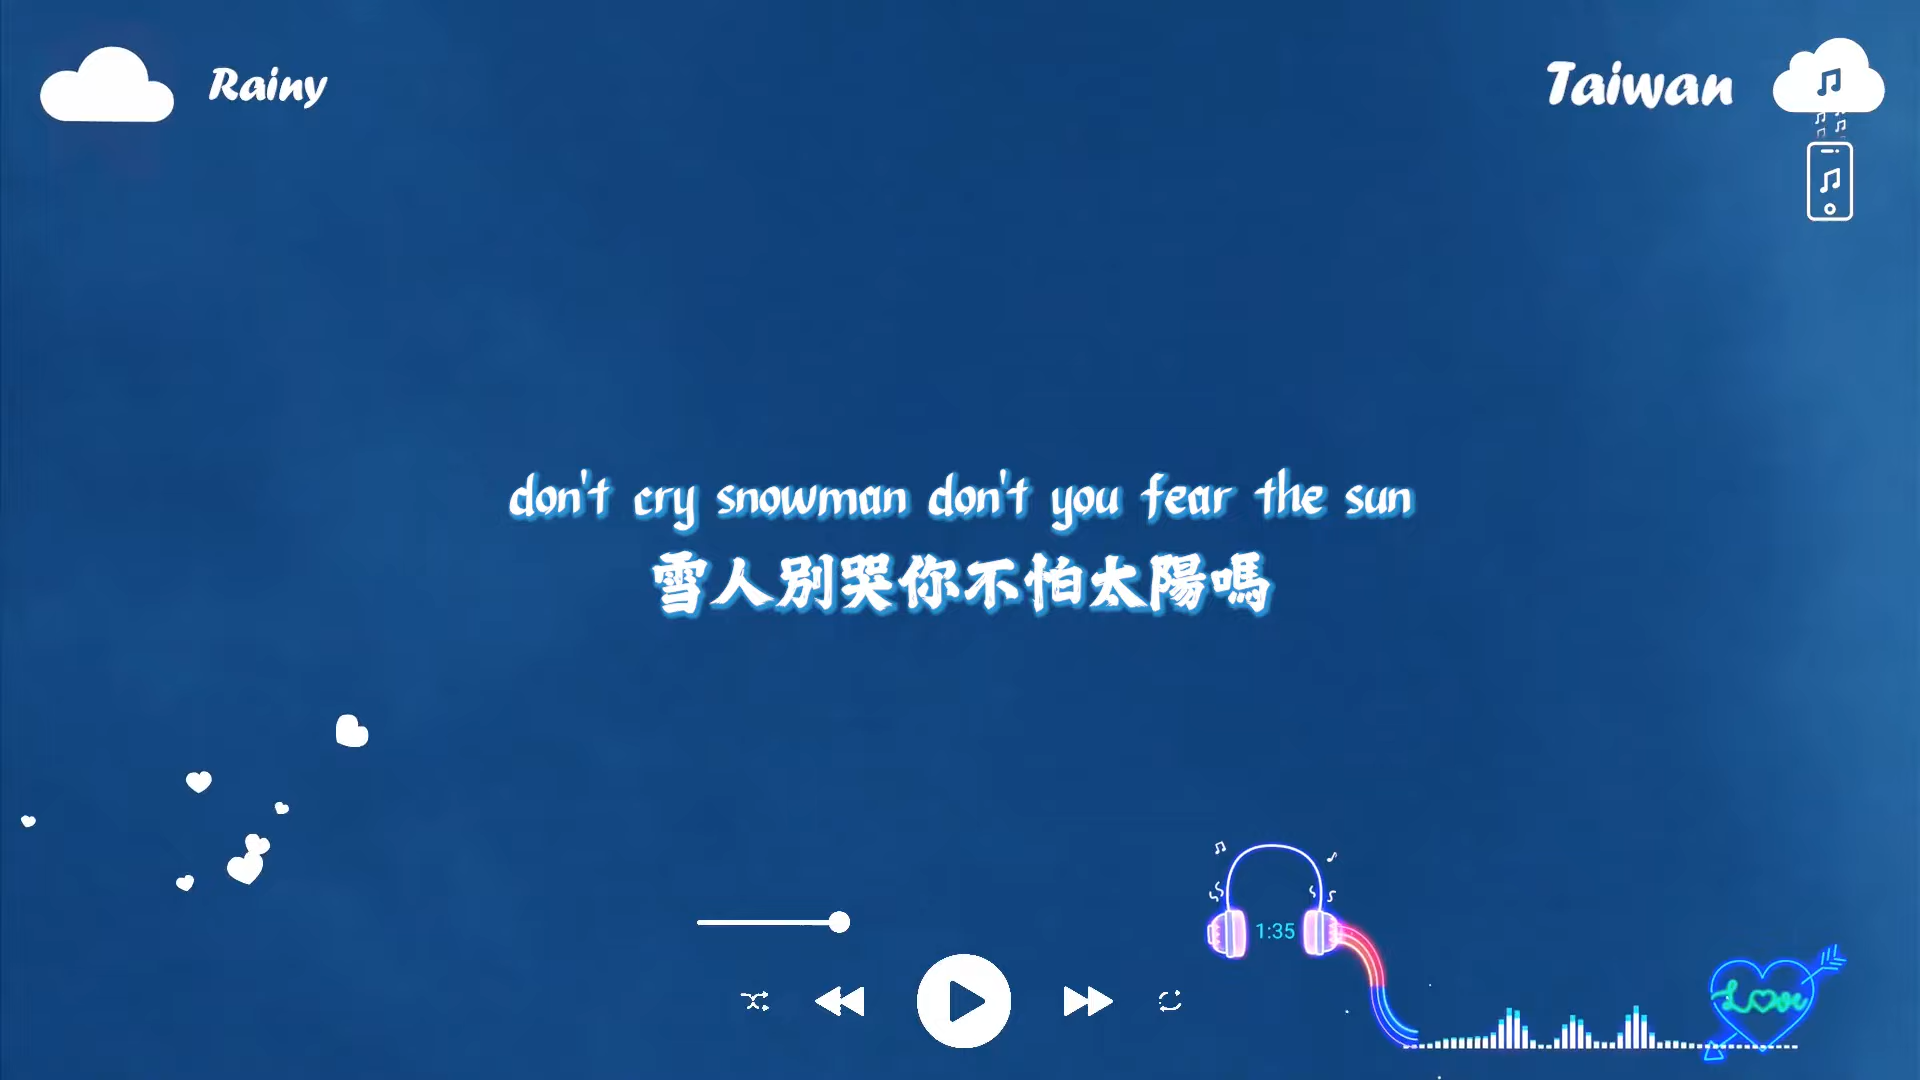 Rainy
Taiwan
don't cry snowman don't you fear the sun
雪人別哭你不怕太陽嗎
1:35
Love